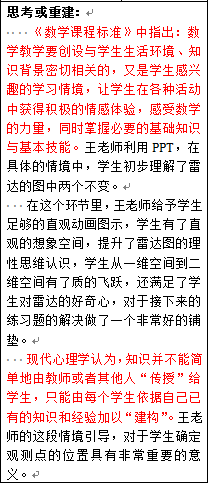 思考或重建：
《数学课程标准》中指出：数
学教学要创设与学生生活环境、知
识背景密切相关的，又是学生感兴
趣的学习情境，让学生在各种活动
中获得积极的情感体验，感受数学
的力量，同时掌握必要的基础知识
与基本技能。王老师利用 PPT，在
具体的情境中，学生初步理解了雷
达的图中两个不变。
在这个环节里，王老师给予学生
足够的直观动画图示，学生有了直
观的想象空间，提升了雷达图的理
性思维认识，学生从一维空间到二
维空间有了质的飞跃，还满足了学
生对雷达的好奇心，对于接下来的
练习题的解决做了一个非常好的铺
垫。
现代心理学认为，知识并不能简
单地由教师或者其他人“传授”给
学生，只能由每个学生依据自己已
有的知识和经验加以“建构”。王老
师的这段情境引导，对于学生确定
观测点的位置具有非常重要的意
义。